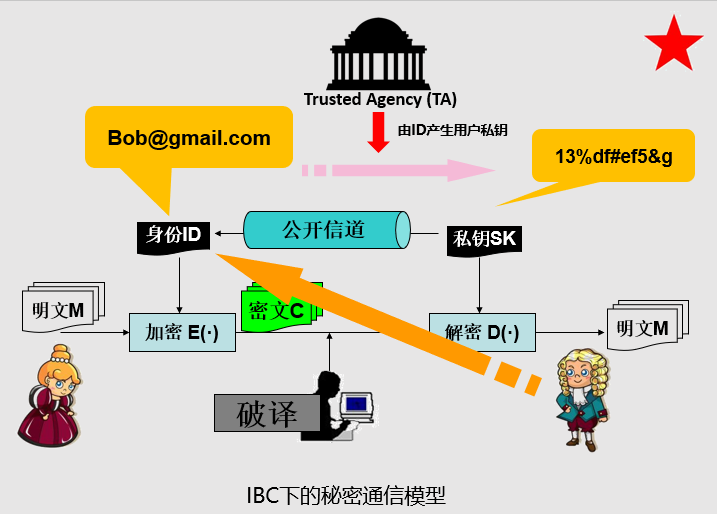 Trusted Agency (TA)
由ID产生用户私钥
Bob@gmail.com
13%df#ef5&g
身份ID
公开信道
私钥SK
明文M
加密 E(·)
密文C
解密 D(·)
明文M
破译
IBC下的秘密通信模型